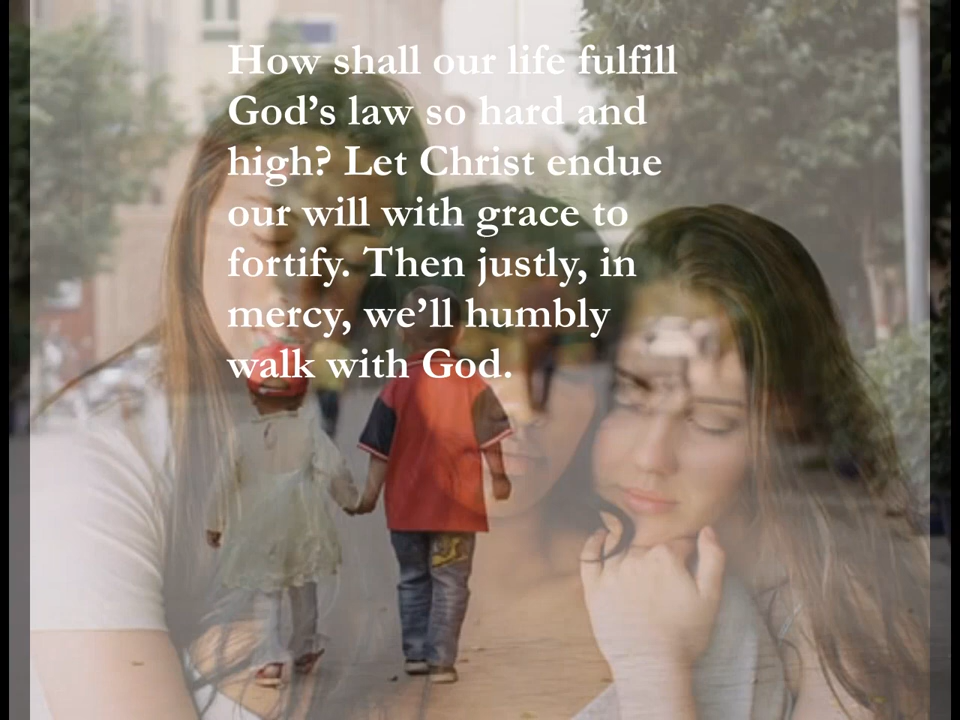 How shall our life fulfill
God’s law so hard and
high? Let Christ endue
our will with grace to
fortify. Then justly, in
mercy, we’ll humbly
walk with God.